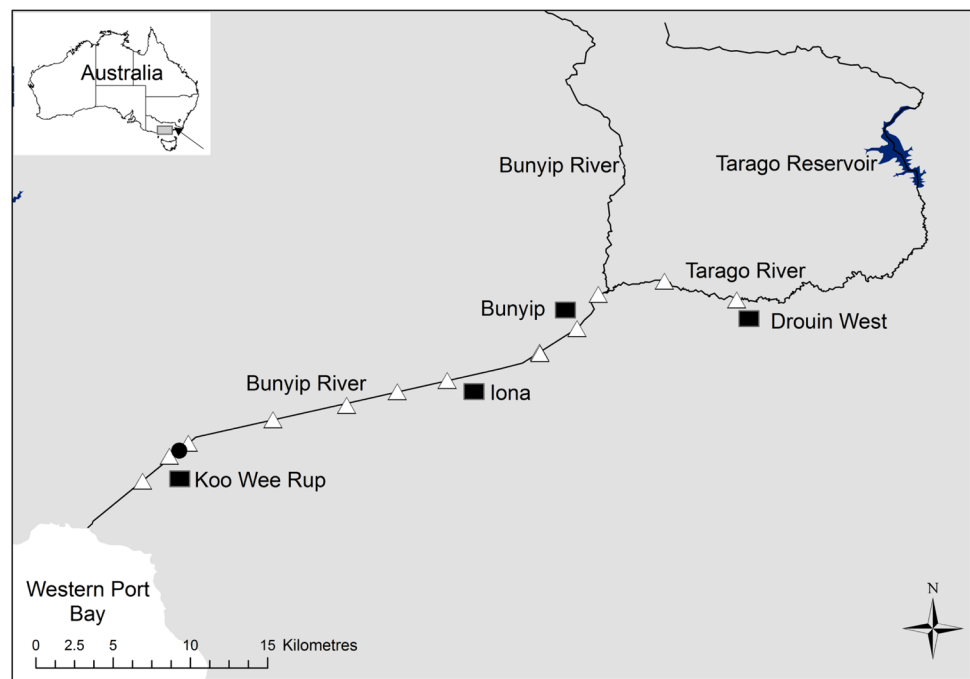 Australia
Bunyip River
Tarago Reservoir
Tarago River
Bunyip
Drouin West
Bunyip River
Iona
Koo Wee Rup
Western Port
Bay
N
0 2.5 5 10 15 Kilometres